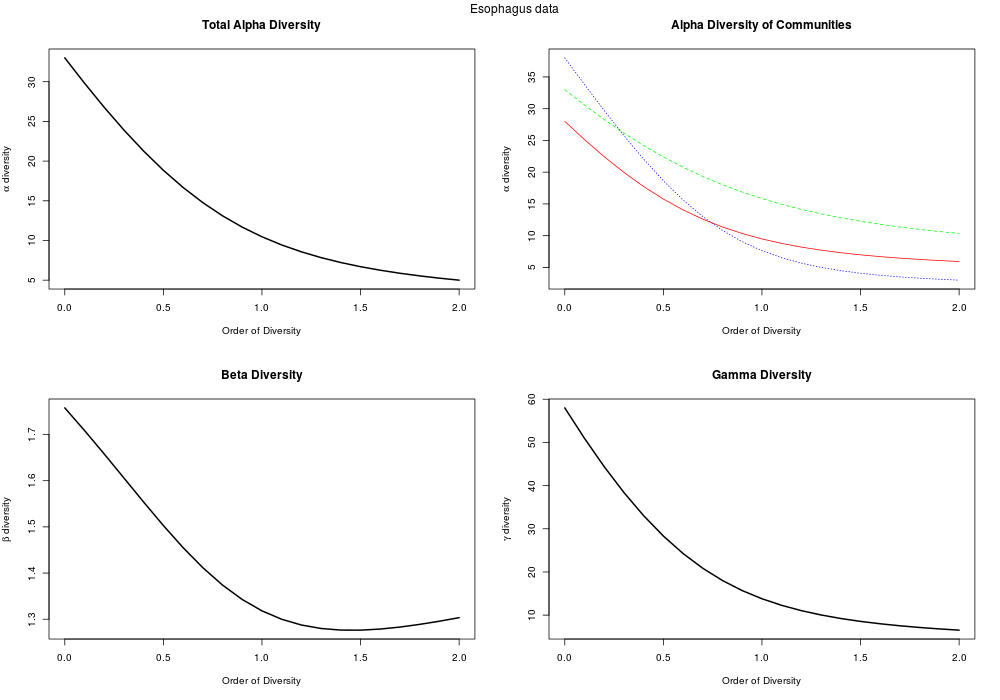 Esophagus data
Total Alpha Diversity
α diversity
5 10 15 20 25 30
0.0 0.5 1.0 1.5 2.0
Order of Diversity
Alpha Diversity of Communities
α diversity
5 10 15 20 25 30 35
0.0 0.5 1.0 1.5 2.0
Order of Diversity
Beta Diversity
β diversity
1.3 1.4 1.5 1.6 1.7
0.0 0.5 1.0 1.5 2.0
Order of Diversity
Gamma Diversity
γ diversity
10 20 30 40 50 60
0.0 0.5 1.0 1.5 2.0
Order of Diversity